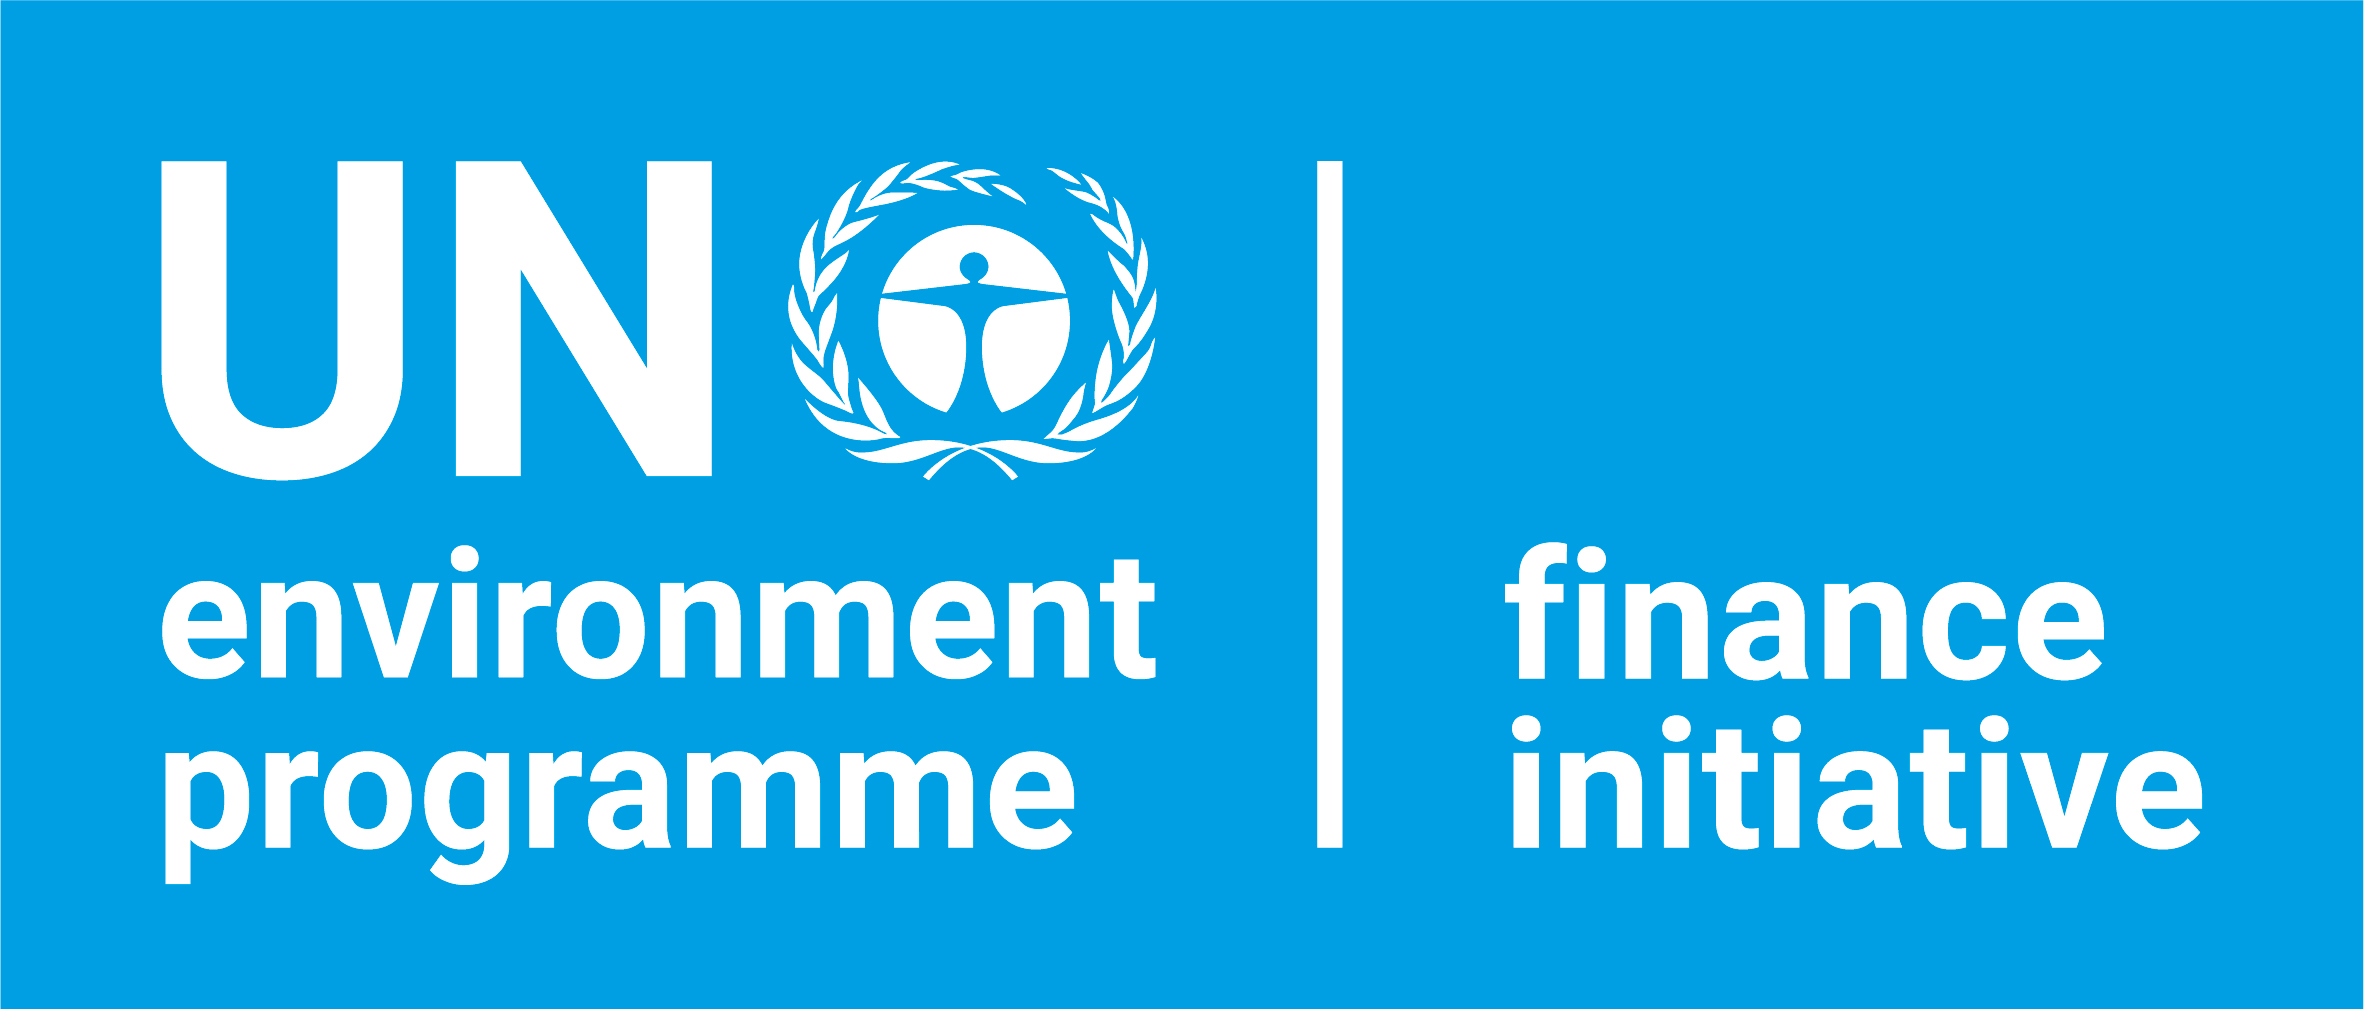 UN
environment
programme
finance
initiative